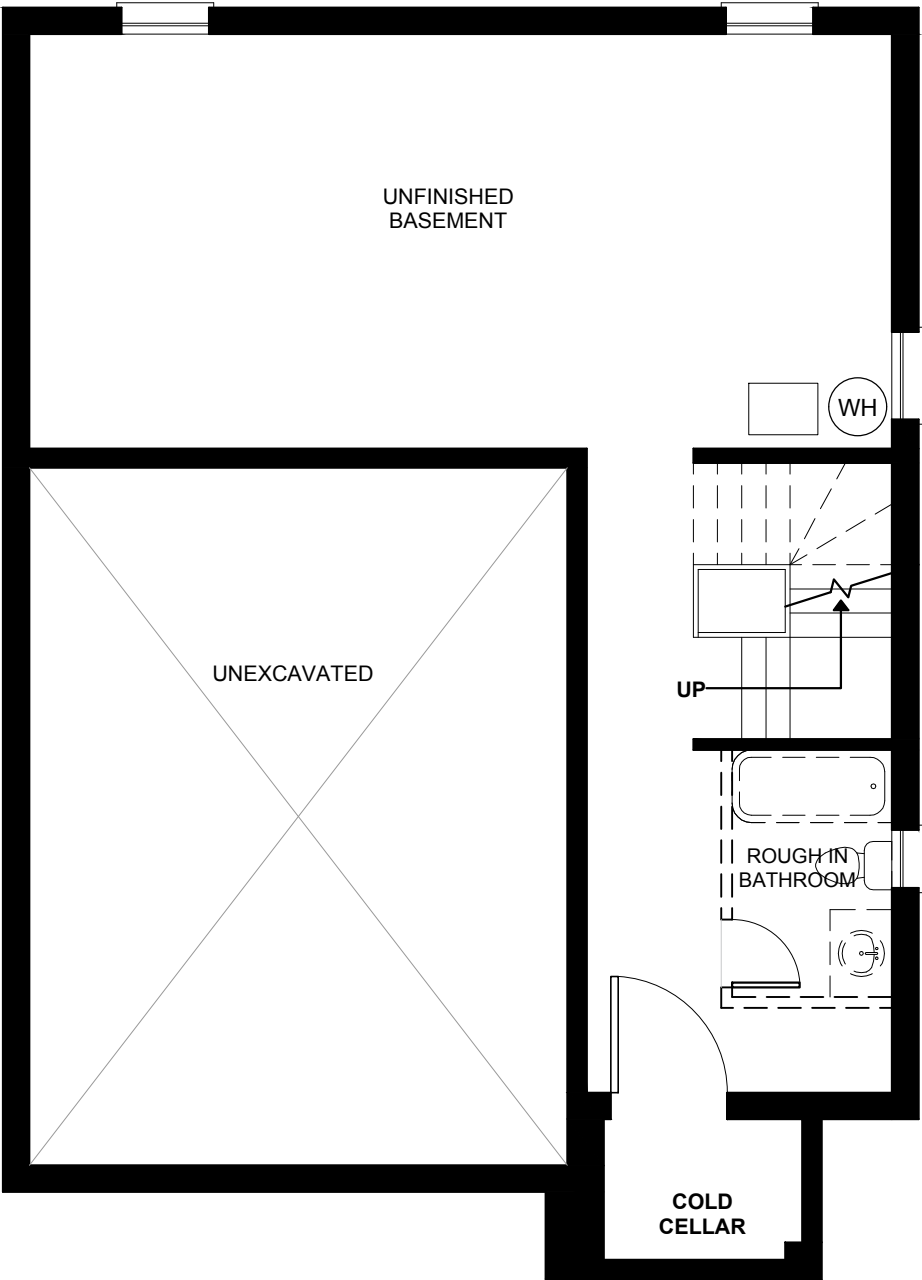 UNFINISHED
BASEMENT
WH
UNEXCAVATED
UP
ROUGH IN
BATHROOM
COLD
CELLAR